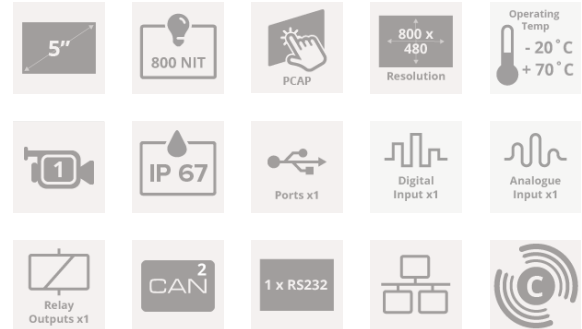 5”
800 NIT
PCAP
800 x
480
Resolution
Operating
Temp
- 20˚C
+ 70˚C
1
IP 67
Ports x1
Digital
Input x1
Analogue
Input x1
Relay
Outputs x1
CAN 2
1 x RS232
C